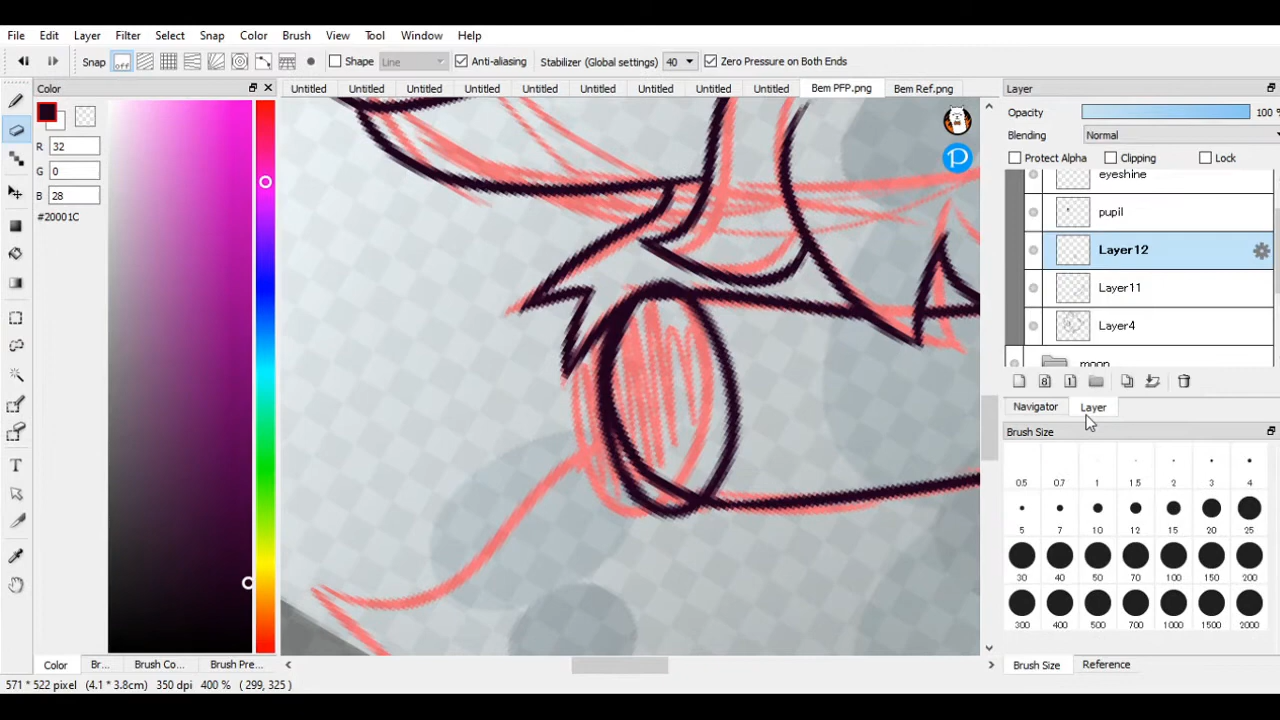 File Edit Layer Filter Select Snap Color Brush View Tool Window Help
Snap off Shape Line Anti-aliasing Stabilizer (Global settings) 40 Zero Pressure on Both Ends
Color
Untitled Untitled Untitled Untitled Untitled Untitled Untitled Untitled Untitled Bem PFP.png Bem Ref.png
Layer
R 32
G 0
B 28
#20001C
Opacity 100 %
Blending Normal
Protect Alpha Clipping Lock
eyeshine
pupil
Layer12
Layer11
Layer4
moon
Navigator Layer
Brush Size
0.5 0.7 1 1.5 2 3 4
5 7 10 12 15 20 25
30 40 50 70 100 150 200
300 400 500 700 1000 1500 2000
Color Br... Brush Co... Brush Pre...
Brush Size Reference
571 * 522 pixel (4.1 * 3.8cm) 350 dpi 400 % ( 299, 325 )